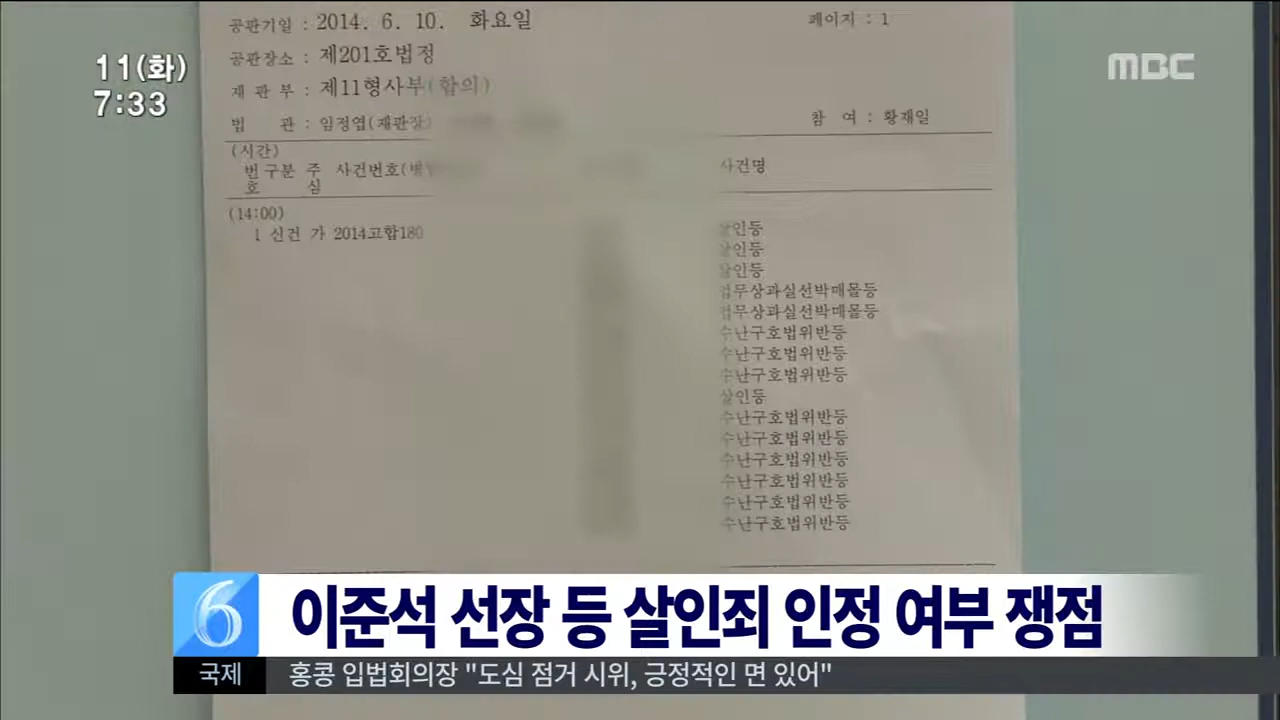 공판기일 : 2014. 6. 10. 화요일 페이지 : 1
공판장소 : 제201호법정
11(화)
MBC
재 판 부 : 제11형사부(합의)
7:33
법 관 : 임정엽(재판장) 참 여 : 황재일
(시간)
번구분 주 사건번호 사건명
호 심
(14:00)
1 신건 가 2014고합180 살인등
살인등
살인등
업무상과실선박매몰등
업무상과실선박매몰등
수난구호법위반등
수난구호법위반등
수난구호법위반등
살인등
수난구호법위반등
수난구호법위반등
수난구호법위반등
수난구호법위반등
수난구호법위반등
수난구호법위반등
6 이준석 선장 등 살인죄 인정 여부 쟁점
국제 홍콩 입법회의장 "도심 점거 시위, 긍정적인 면 있어"